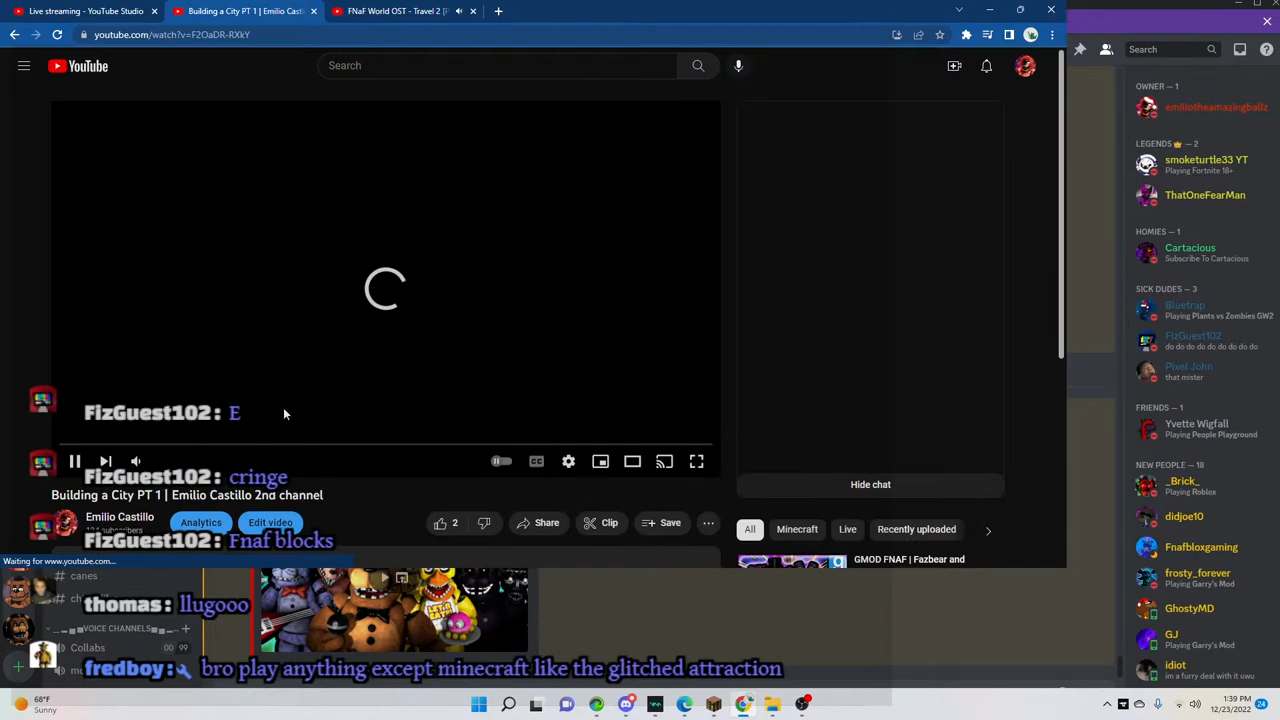 Live streaming - YouTube Studio
Building a City PT 1 | Emilio Castil
FNaF World OST - Travel 2 [
youtube.com/watch?v=F2OaDR-RXkY
Search
YouTube
Search
OWNER — 1
emiliotheamazingballz
LEGENDS — 2
smoketurtle33 YT
Playing Fortnite 18+
ThatOneFearMan
HOMIES — 1
Cartacious
Subscribe To Cartacious
SICK DUDES — 3
Bluetrap
Playing Plants vs Zombies GW2
FizGuest102
do do do do do do do do
Pixel John
that mister
FRIENDS — 1
Yvette Wigfall
Playing People Playground
NEW PEOPLE — 18
_Brick_
Playing Roblox
didjoe10
Fnafbloxgaming
frosty_forever
Playing Garry's Mod
GhostyMD
GJ
Playing Garry's Mod
idiot
im a furry deal with it uwu
FizGuest102: E
FizGuest102: cringe
Hide chat
Building a City PT 1 | Emilio Castillo 2nd channel
Emilio Castillo
Analytics
Edit video
2
Share
Clip
Save
All
Minecraft
Live
Recently uploaded
FizGuest102: Fnaf blocks
GMOD FNAF | Fazbear and
Waiting for www.youtube.com...
canes
thomas: llugooo
VOICE CHANNELS
Collabs
00 99
fredboy: bro play anything except minecraft like the glitched attraction
68°F
Sunny
1:39 PM
12/23/2022
24